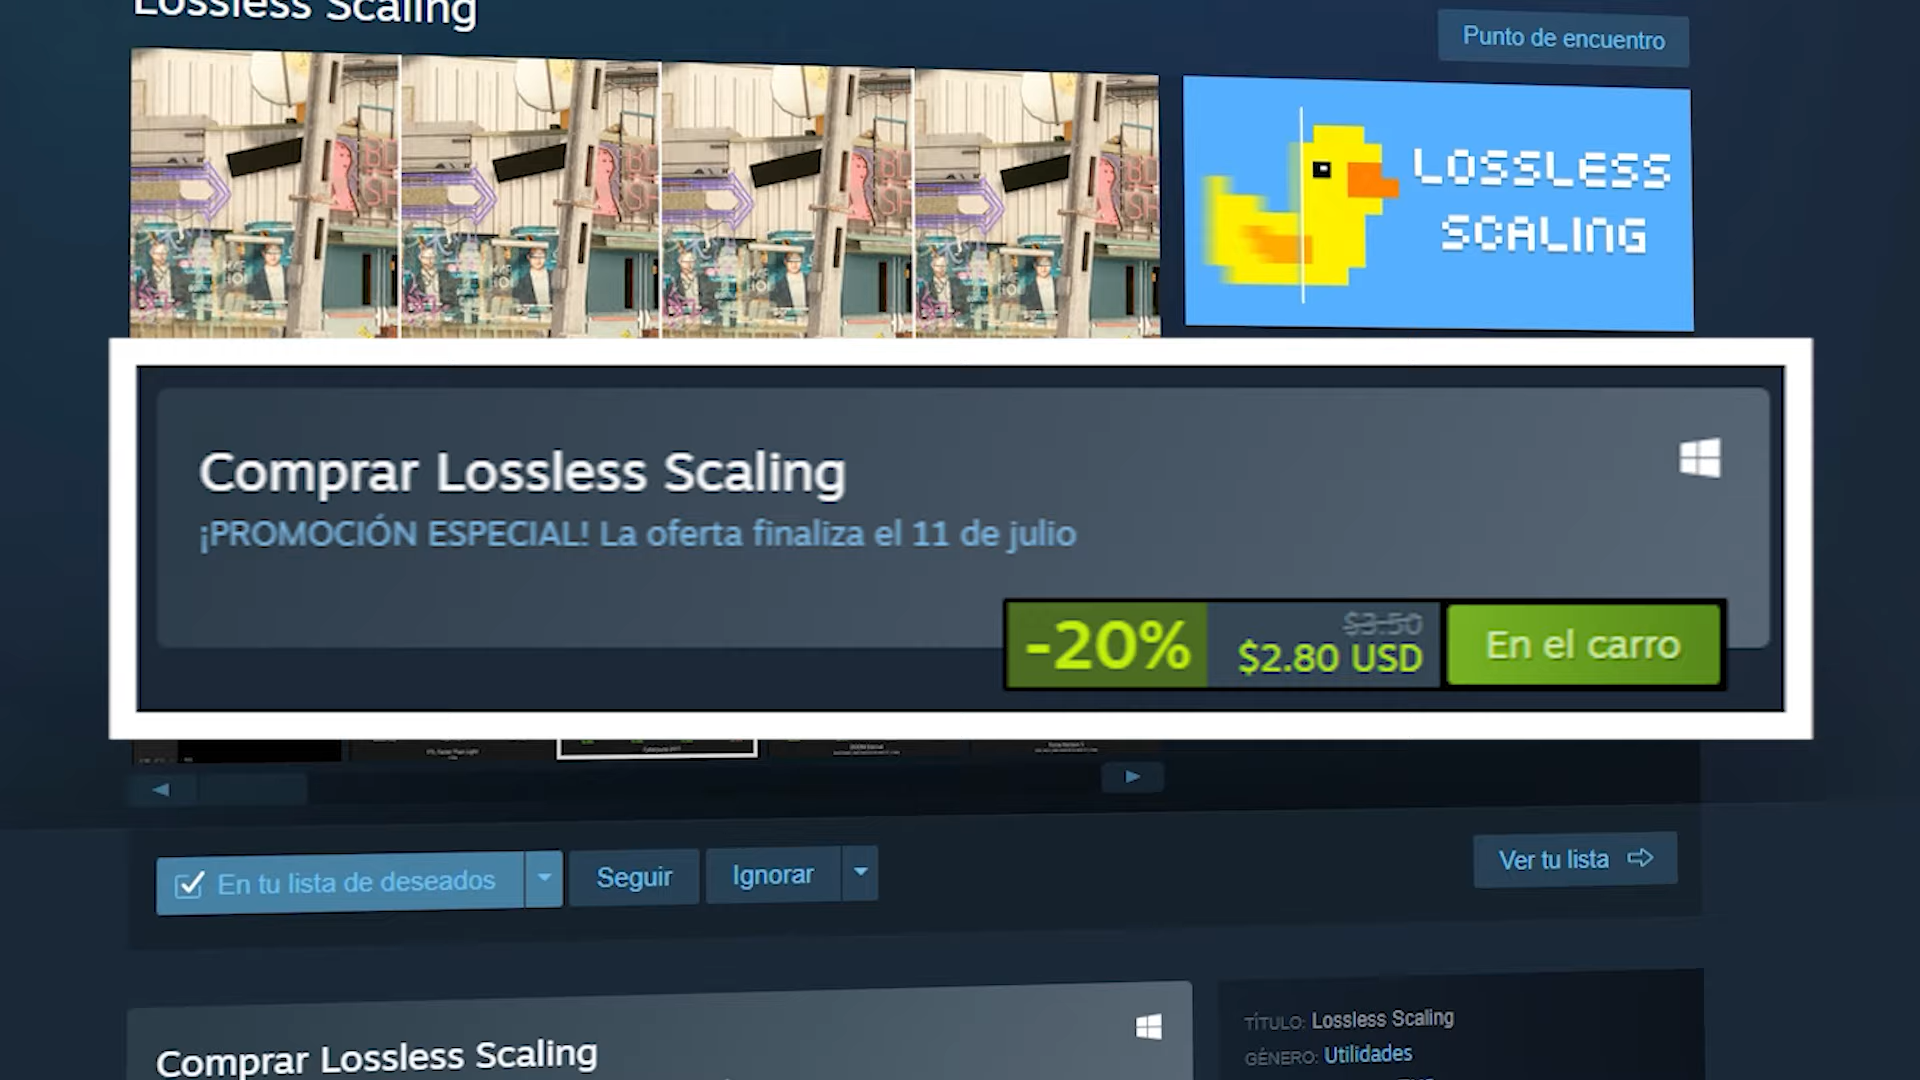 Lossless Scaling
Punto de encuentro
LOSSLESS
SCALING
Comprar Lossless Scaling
¡PROMOCIÓN ESPECIAL! La oferta finaliza el 11 de julio
-20%
$3.50
$2.80 USD
En el carro
En tu lista de deseados
Seguir
Ignorar
Ver tu lista
Comprar Lossless Scaling
TÍTULO: Lossless Scaling
GÉNERO: Utilidades